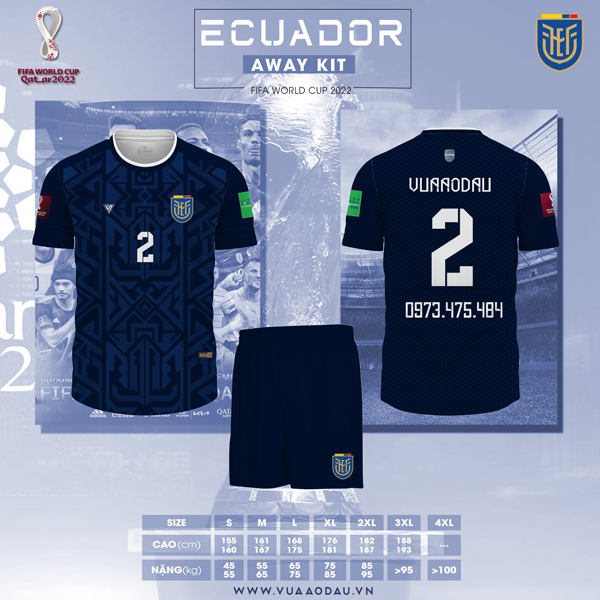 ECUADOR
AWAY KIT
FIFA WORLD CUP 2022
FIFA WORLD CUP
Qatar2022
2
VUAAODAU
2
0973.475.484
SIZE S M L XL 2XL 3XL 4XL
CAO(cm) 155 160 161 167 168 175 176 181 182 187 188 193 ...
NẶNG(kg) 45 55 55 65 65 75 75 85 85 95 >95 >100
WWW.VUAAODAU.VN